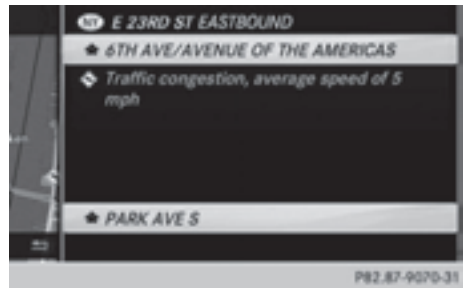 NY E 23RD ST EASTBOUND
6TH AVE/AVENUE OF THE AMERICAS
Traffic congestion, average speed of 5
mph
PARK AVE S
P82.87-9070-31